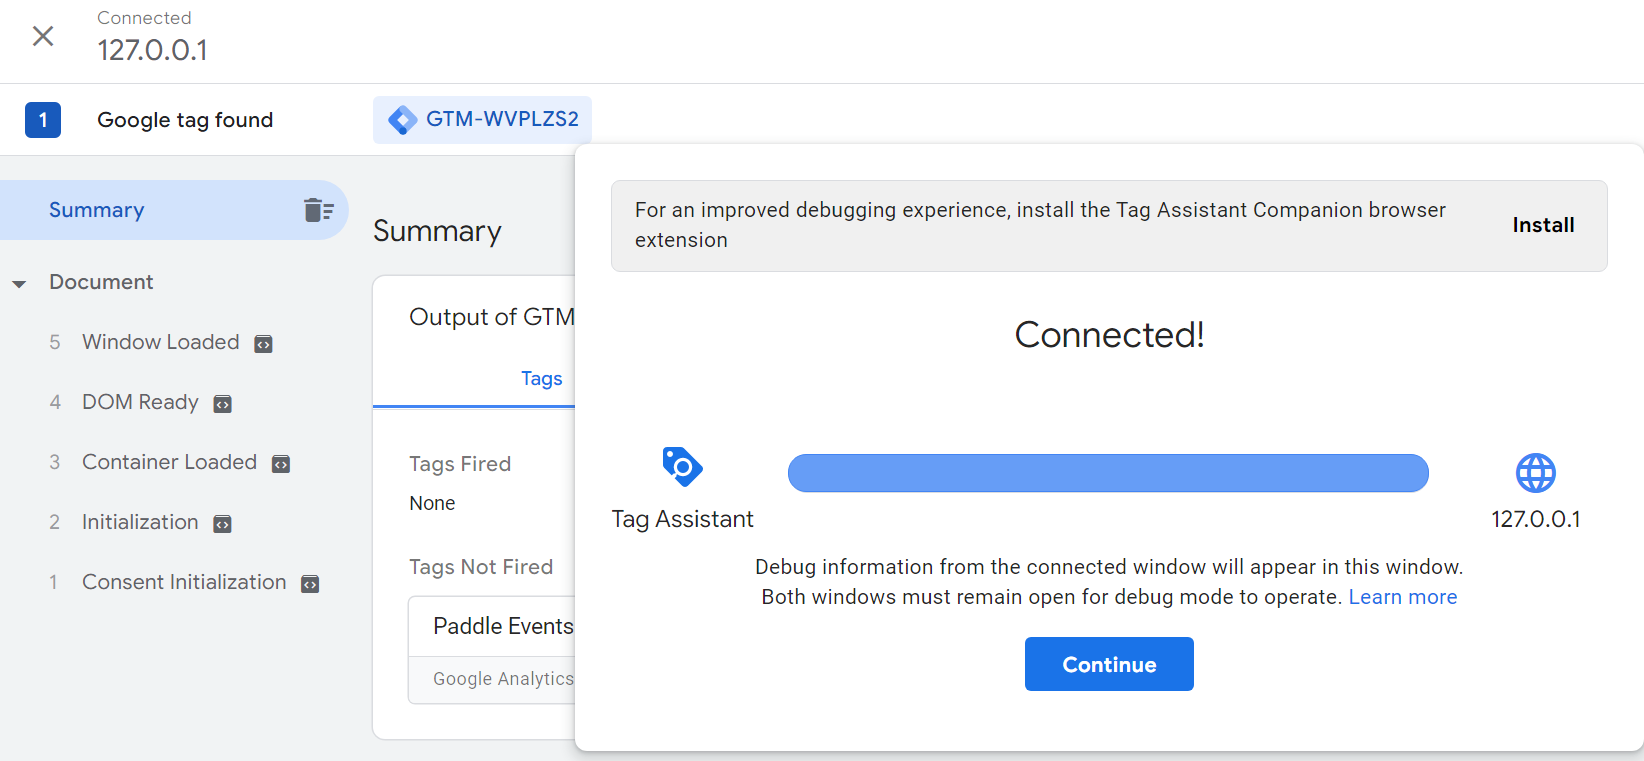 Connected
127.0.0.1
1
Google tag found
GTM-WVPLZS2
Summary
Document
5 Window Loaded
4 DOM Ready
3 Container Loaded
2 Initialization
1 Consent Initialization
Summary
Output of GTM
Tags
Tags Fired
None
Tags Not Fired
Paddle Events
Google Analytics
For an improved debugging experience, install the Tag Assistant Companion browser
extension
Install
Connected!
Tag Assistant
127.0.0.1
Debug information from the connected window will appear in this window.
Both windows must remain open for debug mode to operate. Learn more
Continue